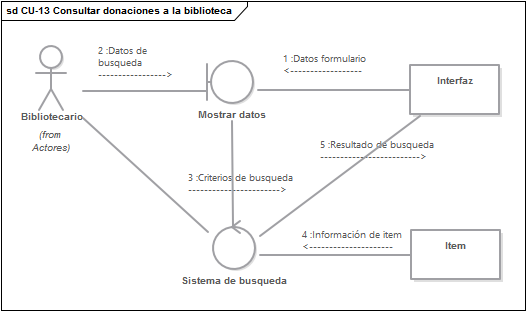 sd CU-13 Consultar donaciones a la biblioteca
2 :Datos de
busqueda
1 :Datos formulario
Interfaz
Bibliotecario
(from
Actores)
Mostrar datos
5 :Resultado de busqueda
3 :Criterios de busqueda
4 :Información de item
Item
Sistema de busqueda